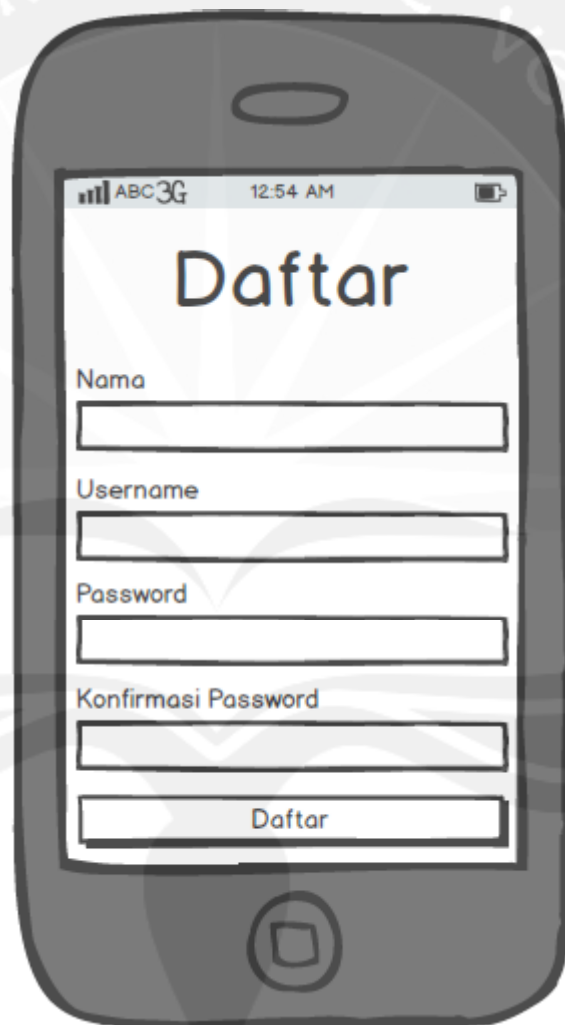 ABC 3G 12:54 AM
Daftar
Nama
Username
Password
Konfirmasi Password
Daftar